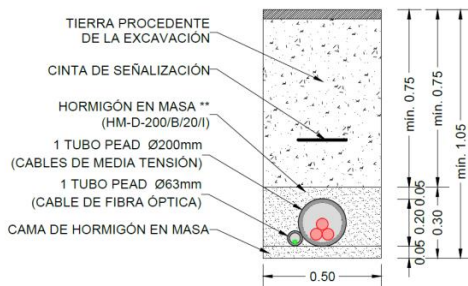 TIERRA PROCEDENTE
DE LA EXCAVACIÓN
CINTA DE SEÑALIZACIÓN
HORMIGÓN EN MASA **
(HM-D-200/B/20/I)
1 TUBO PEAD Ø200mm
(CABLES DE MEDIA TENSIÓN)
1 TUBO PEAD Ø63mm
(CABLE DE FIBRA ÓPTICA)
CAMA DE HORMIGÓN EN MASA
0.50
min. 0.75
0.05
0.20
0.05
min. 0.75
0.30
min. 1.05